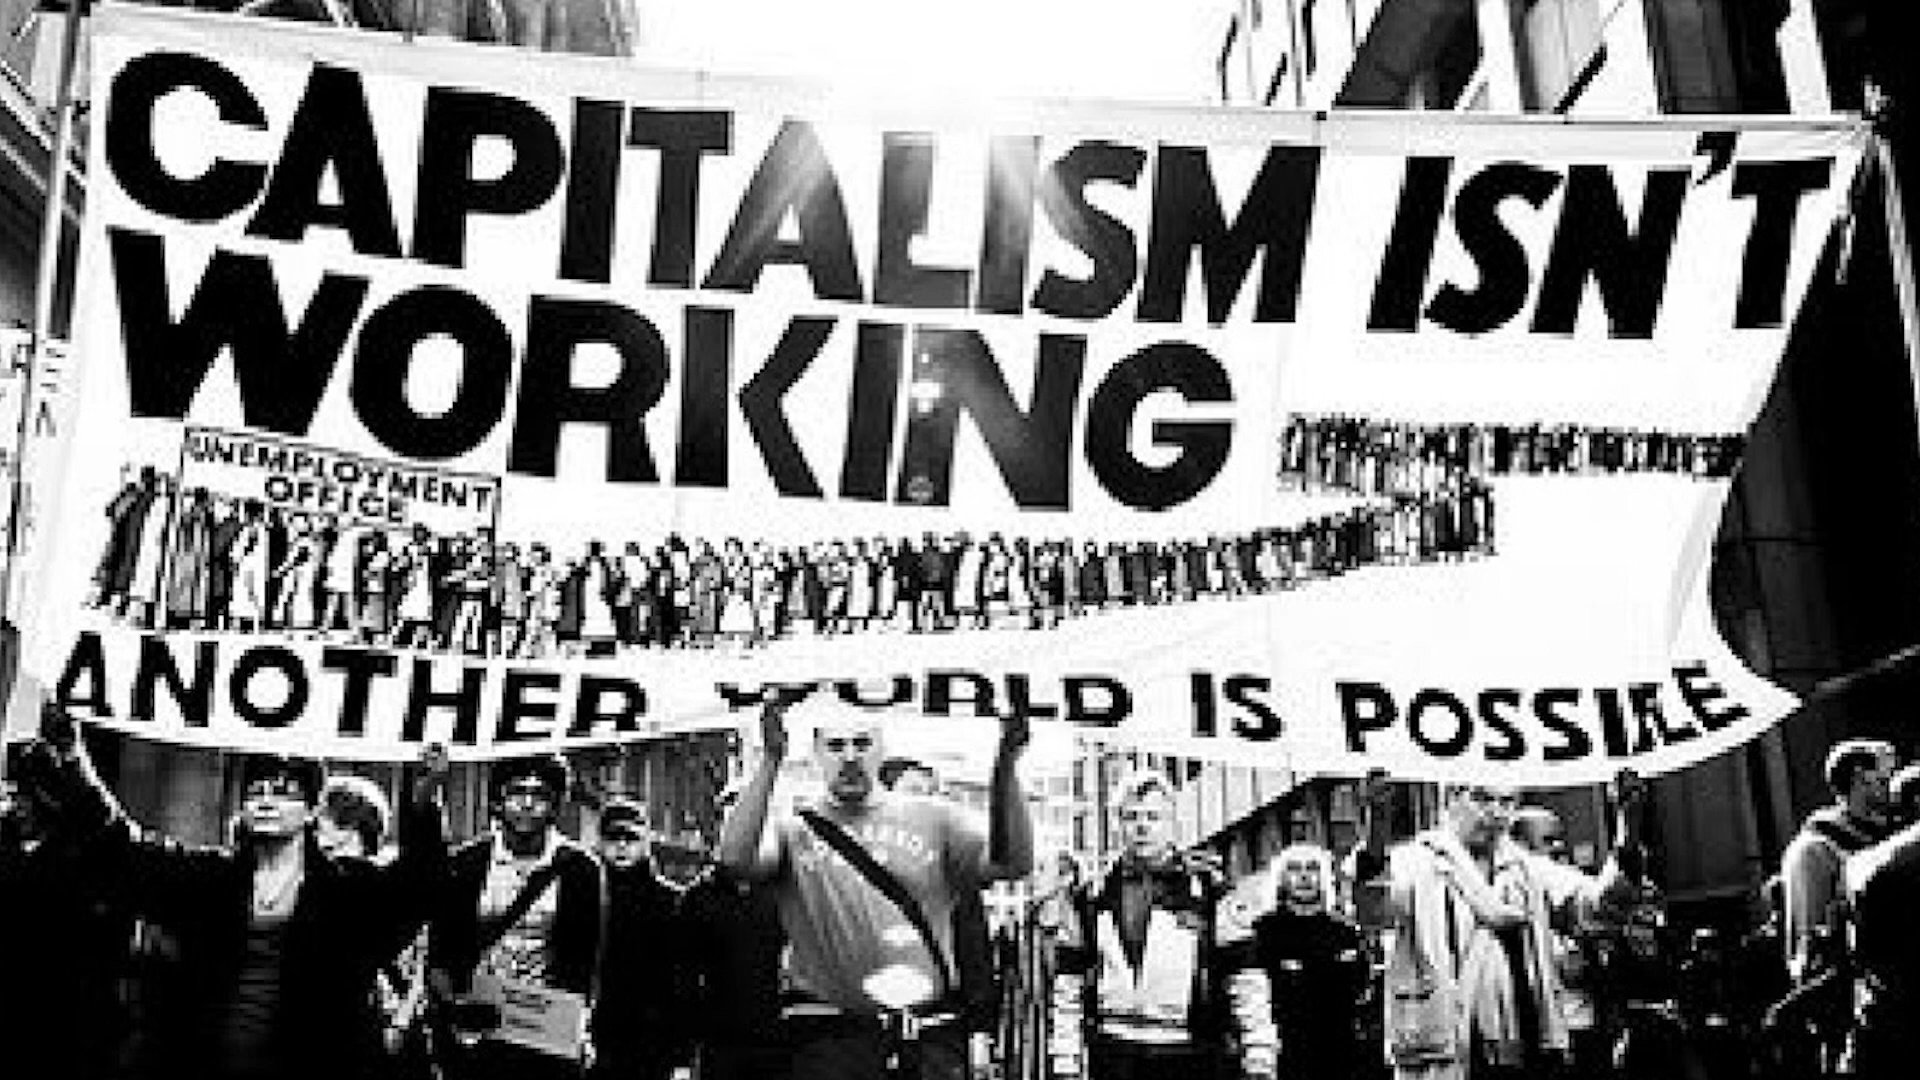 CAPITALISM ISN'T
WORKING
UNEMPLOYMENT
OFFICE
ANOTHER WORLD IS POSSIBLE